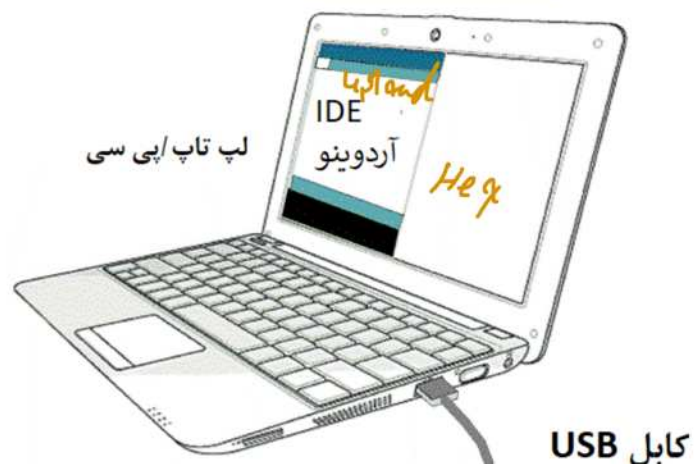 upload
IDE
آردوینو
لپ تاپ/پی سی
Hex
کابل USB